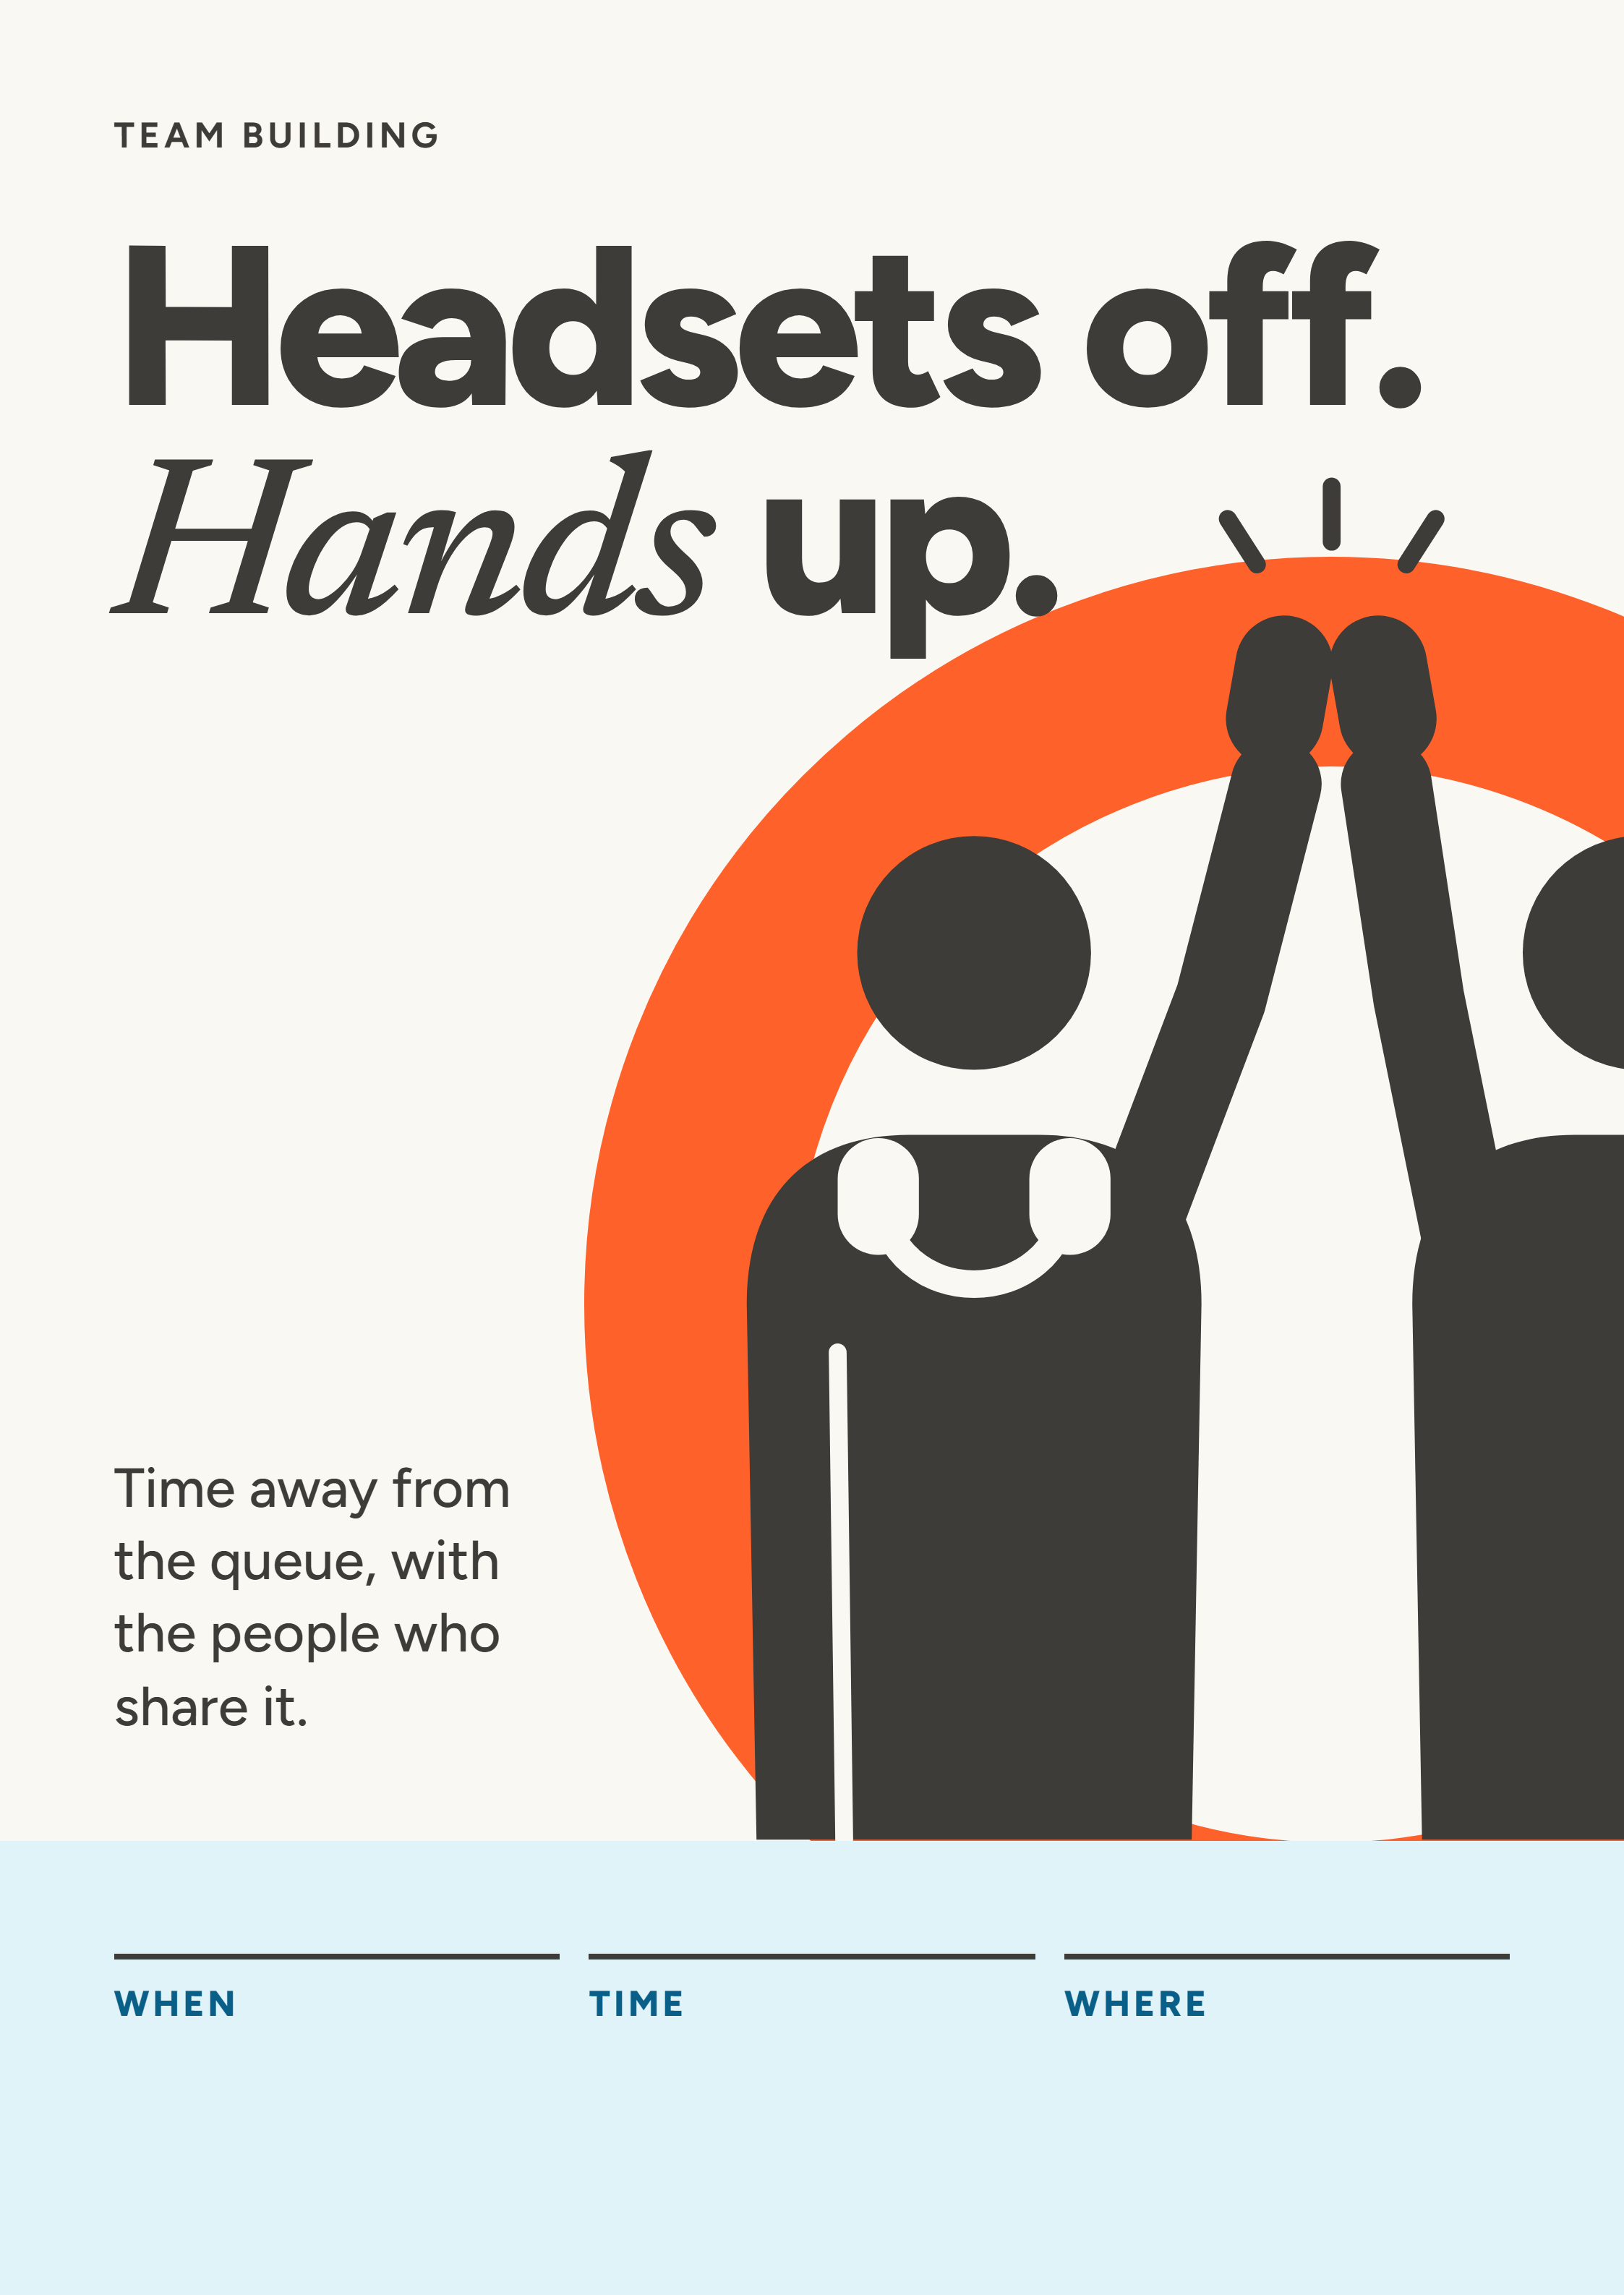 TEAM BUILDING
Headsets off.
Hands up.
Time away from
the queue, with
the people who
share it.
WHEN
TIME
WHERE